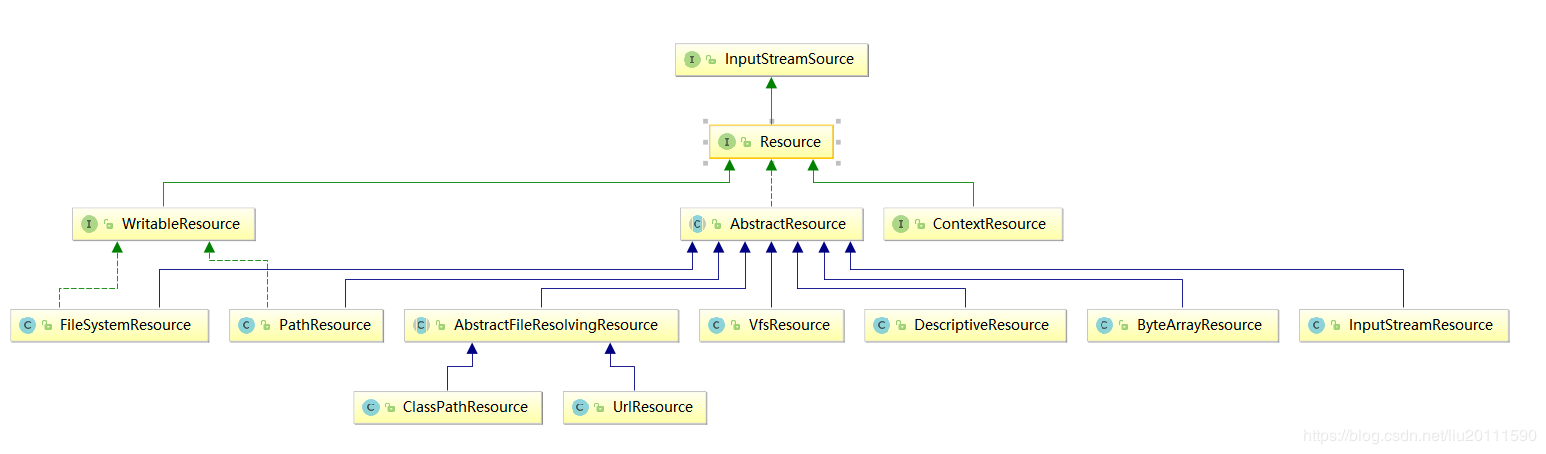 I InputStreamSource
I Resource
I WritableResource
C AbstractResource
I ContextResource
C FileSystemResource
C PathResource
C AbstractFileResolvingResource
C VfsResource
C DescriptiveResource
C ByteArrayResource
C InputStreamResource
C ClassPathResource
C UrlResource
https://blog.csdn.net/liu20111590